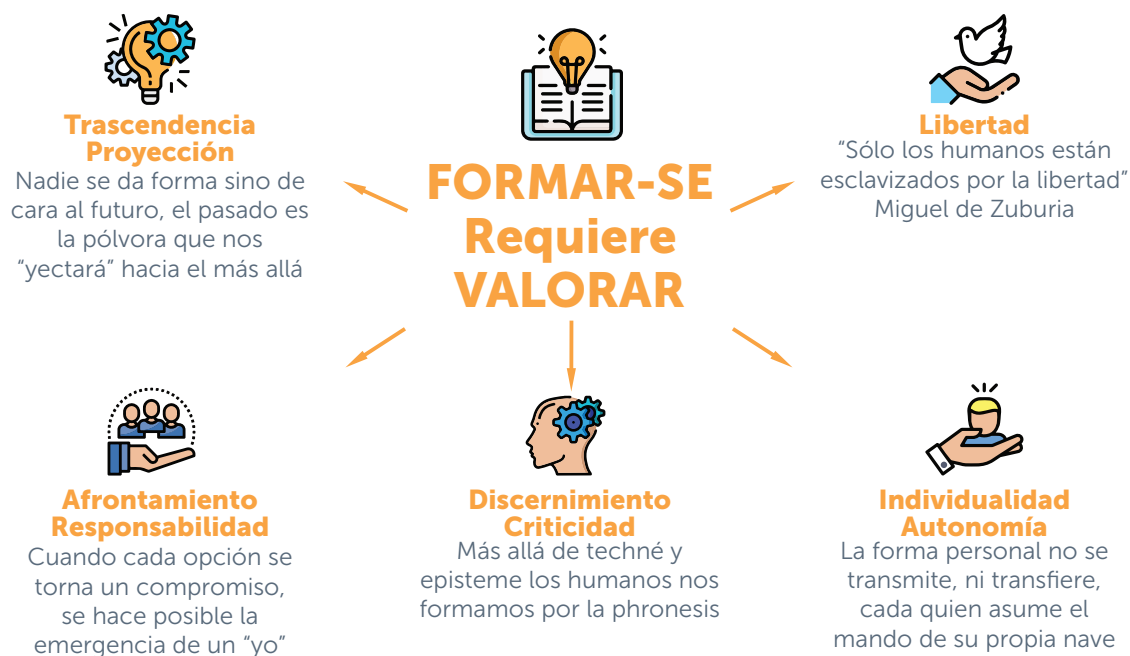 Trascendencia
Proyección
Nadie se da forma sino de
cara al futuro, el pasado es
la pólvora que nos
"yectará" hacia el más allá
FORMAR-SE
Requiere
VALORAR
Libertad
"Sólo los humanos están
esclavizados por la libertad"
Miguel de Zuburia
Afrontamiento
Responsabilidad
Cuando cada opción se
torna un compromiso,
se hace posible la
emergencia de un "yo"
Discernimiento
Criticidad
Más allá de techné y
episteme los humanos nos
formamos por la phronesis
Individualidad
Autonomía
La forma personal no se
transmite, ni transfiere,
cada quien asume el
mando de su propia nave